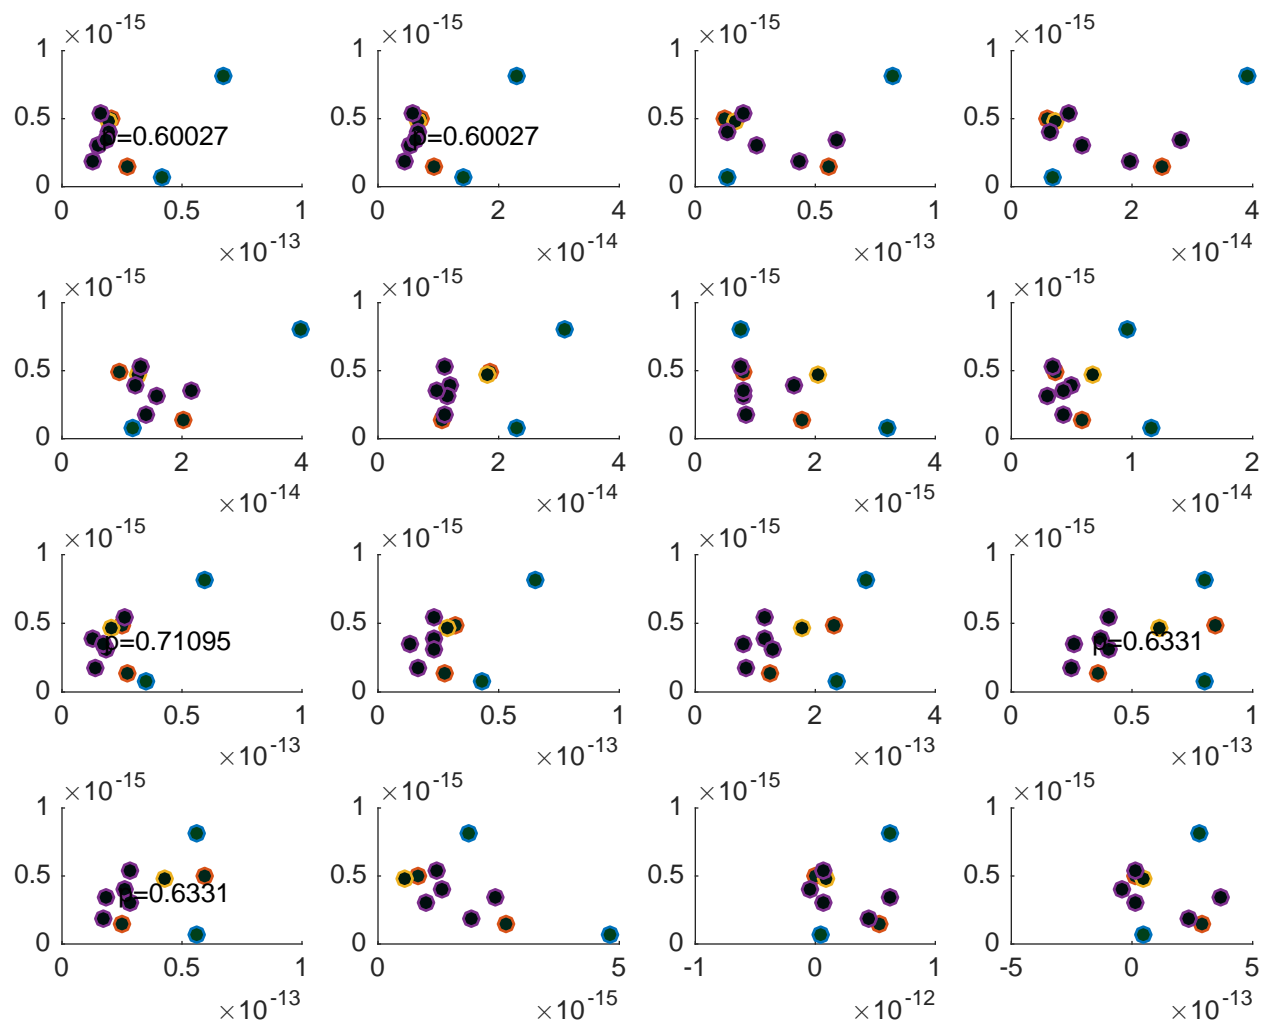 ×10-15 ×10-15 ×10-15 ×10-15
1 1 1 1
0.5 0.5 0.5 0.5
ρ=0.60027 ρ=0.60027
0 0 0 0
0 0.5 1 0 2 4 0 0.5 1 0 2 4
×10-13 ×10-14 ×10-13 ×10-14
×10-15 ×10-15 ×10-15 ×10-15
1 1 1 1
0.5 0.5 0.5 0.5
0 0 0 0
0 2 4 0 2 4 0 2 4 0 1 2
×10-14 ×10-14 ×10-15 ×10-14
×10-15 ×10-15 ×10-15 ×10-15
1 1 1 1
0.5 0.5 0.5 0.5
ρ=0.71095 ρ=0.6331
0 0 0 0
0 0.5 1 0 0.5 1 0 2 4 0 0.5 1
×10-13 ×10-13 ×10-13 ×10-13
×10-15 ×10-15 ×10-15 ×10-15
1 1 1 1
0.5 0.5 0.5 0.5
ρ=0.6331
0 0 0 0
0 0.5 1 0 5 -1 0 1 -5 0 5
×10-13 ×10-15 ×10-12 ×10-13